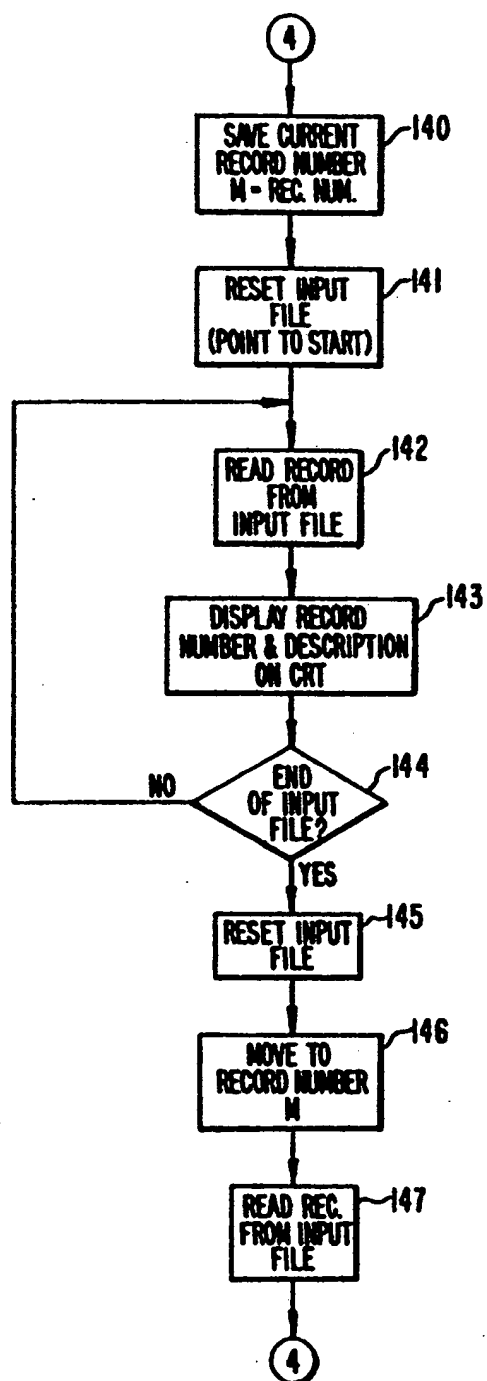 4
SAVE CURRENT
RECORD NUMBER
M - REC. NUM.
140
RESET INPUT
FILE
(POINT TO START)
141
READ RECORD
FROM
INPUT FILE
142
DISPLAY RECORD
NUMBER & DESCRIPTION
ON CRT
143
END
OF INPUT
FILE?
144
NO
YES
RESET INPUT
FILE
145
MOVE TO
RECORD NUMBER
M
146
READ REC.
FROM INPUT
FILE
147
4